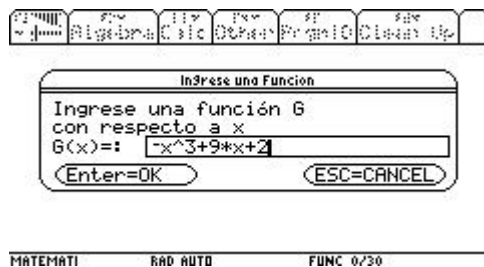 Algebra Calc Other PrgmIO Clean Up
Ingrese una Funcion
Ingrese una función G
con respecto a x
G(x)=: -x^3+9*x+2
Enter=OK ESC=CANCEL
MATEMATI RAD AUTO FUNC 0/30